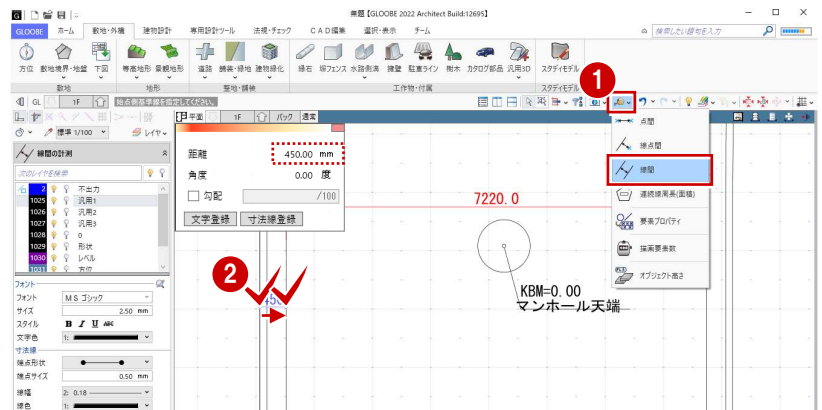 無題【GLOOBE 2022 Architect Build:12695】
GLOOBE ホーム 敷地・外構 建物設計 専用設計ツール 法規・チェック CAD編集 選択・表示 チーム 検索したい語句を入力
方位 敷地境界・地盤 下図 等高地形 景観地形 道路 舗装・緑地 建物緑化 縁石 塀フェンス 水路側溝 擁壁 駐車ライン 樹木 カタログ部品 汎用3D スタディモデル
敷地 地形 整地・舗装 工作物・付属 スタディモデル
1
GL 1F 始点側基準線を指定してください。
平面 1F バック 通常
標準 1/100 レイヤ
線間の計測
次のレイヤを検索
2 不出力
1025 汎用1
1026 汎用2
1027 汎用3
1028 0
1029 形状
1030 レベル
1031 方位
フォント
フォント MS ゴシック
サイズ 2.50 mm
スタイル B I U ABC
文字色 1:
寸法線
端点形状
端点サイズ 0.50 mm
線幅 2: 0.18
線色 1:
距離 450.00 mm
角度 0.00 度
勾配 /100
文字登録 寸法線登録
2
450
7220.0
KBM=0.00
マンホール天端
点間
線点間
線間
連続線周長(面積)
要素プロパティ
描画要素数
オブジェクト高さ